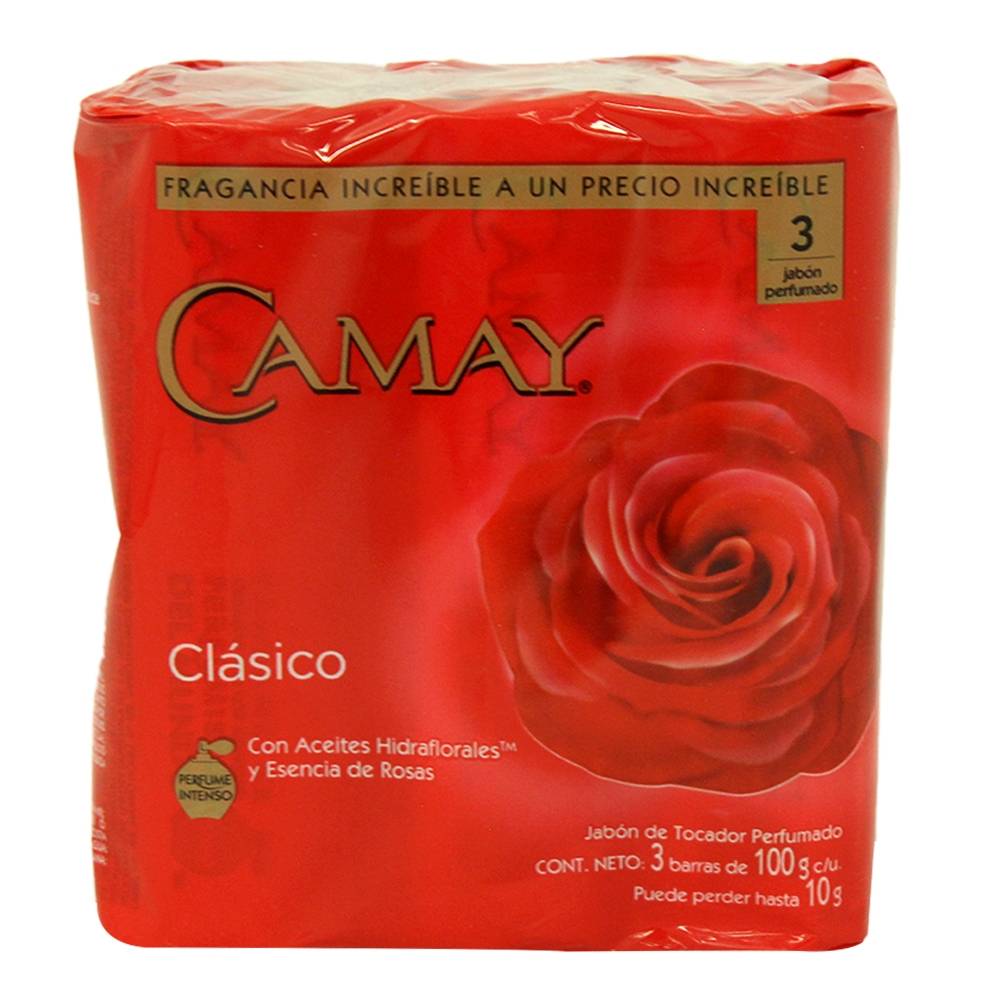 FRAGANCIA INCREÍBLE A UN PRECIO INCREÍBLE
3
jabón
perfumado
CAMAY®
Clásico
Con Aceites Hidraflorales™
y Esencia de Rosas
PERFUME
INTENSO
Jabón de Tocador Perfumado
CONT. NETO: 3 barras de 100 g c/u.
Puede perder hasta 10 g